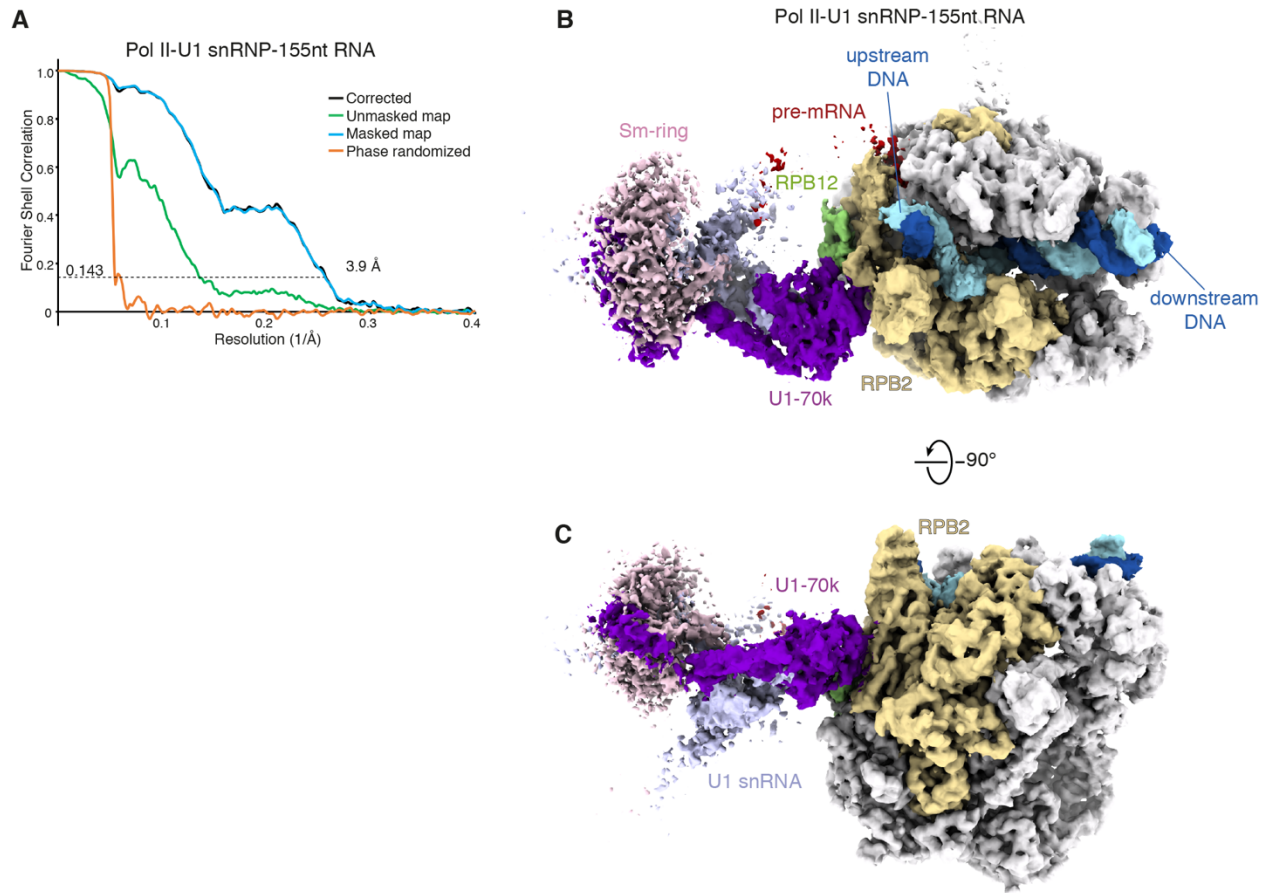 A
Pol II-U1 snRNP-155nt RNA
1.0
0.8
0.6
0.4
0.2
0
0.143
3.9 Å
Corrected
Unmasked map
Masked map
Phase randomized
Fourier Shell Correlation
0.1
0.2
0.3
0.4
Resolution (1/Å)
B
Pol II-U1 snRNP-155nt RNA
upstream
DNA
pre-mRNA
Sm-ring
RPB12
downstream
DNA
RPB2
U1-70k
90°
C
RPB2
U1-70k
U1 snRNA